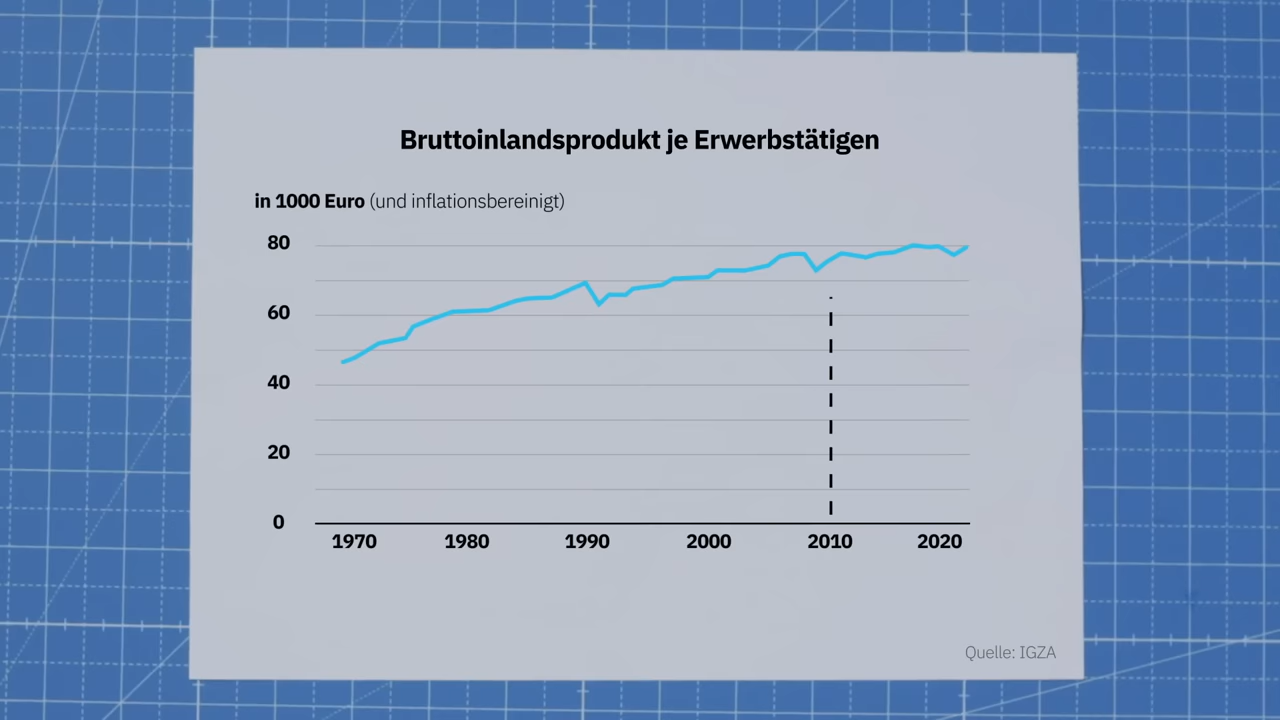 Bruttoinlandsprodukt je Erwerbstätigen
in 1000 Euro (und inflationsbereinigt)
80
60
40
20
0
1970 1980 1990 2000 2010 2020
Quelle: IGZA